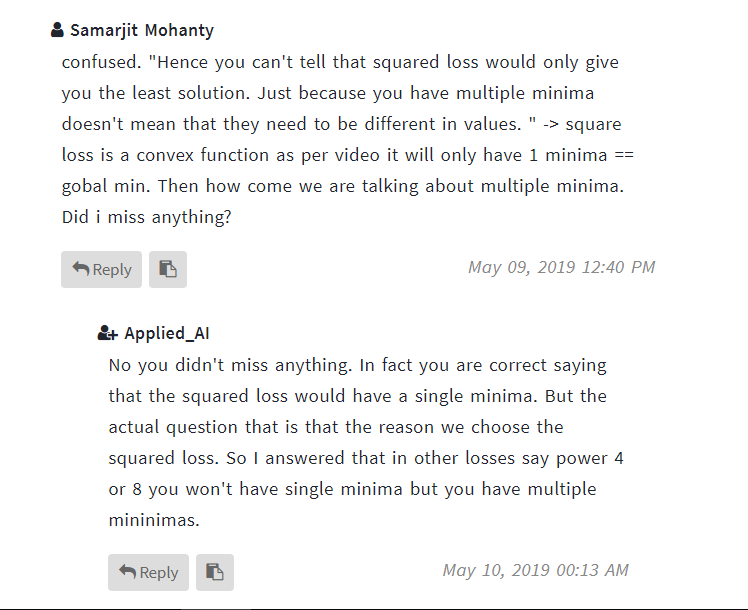 Samarjit Mohanty
confused. "Hence you can't tell that squared loss would only give
you the least solution. Just because you have multiple minima
doesn't mean that they need to be different in values. " -> square
loss is a convex function as per video it will only have 1 minima ==
gobal min. Then how come we are talking about multiple minima.
Did i miss anything?
Reply
May 09, 2019 12:40 PM
Applied_AI
No you didn't miss anything. In fact you are correct saying
that the squared loss would have a single minima. But the
actual question that is that the reason we choose the
squared loss. So I answered that in other losses say power 4
or 8 you won't have single minima but you have multiple
mininimas.
Reply
May 10, 2019 00:13 AM